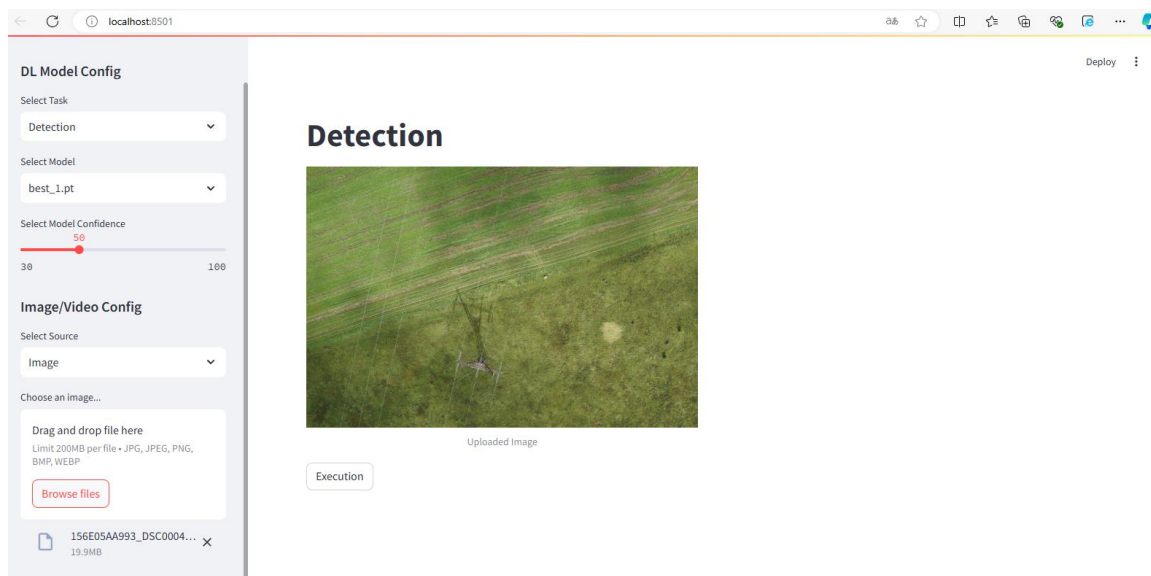 localhost:8501
DL Model Config
Select Task
Detection
Select Model
best_1.pt
Select Model Confidence
50
30 100
Image/Video Config
Select Source
Image
Choose an image...
Drag and drop file here
Limit 200MB per file • JPG, JPEG, PNG,
BMP, WEBP
Browse files
156E05AA993_DSC0004...
19.9MB
Deploy
Detection
Uploaded Image
Execution